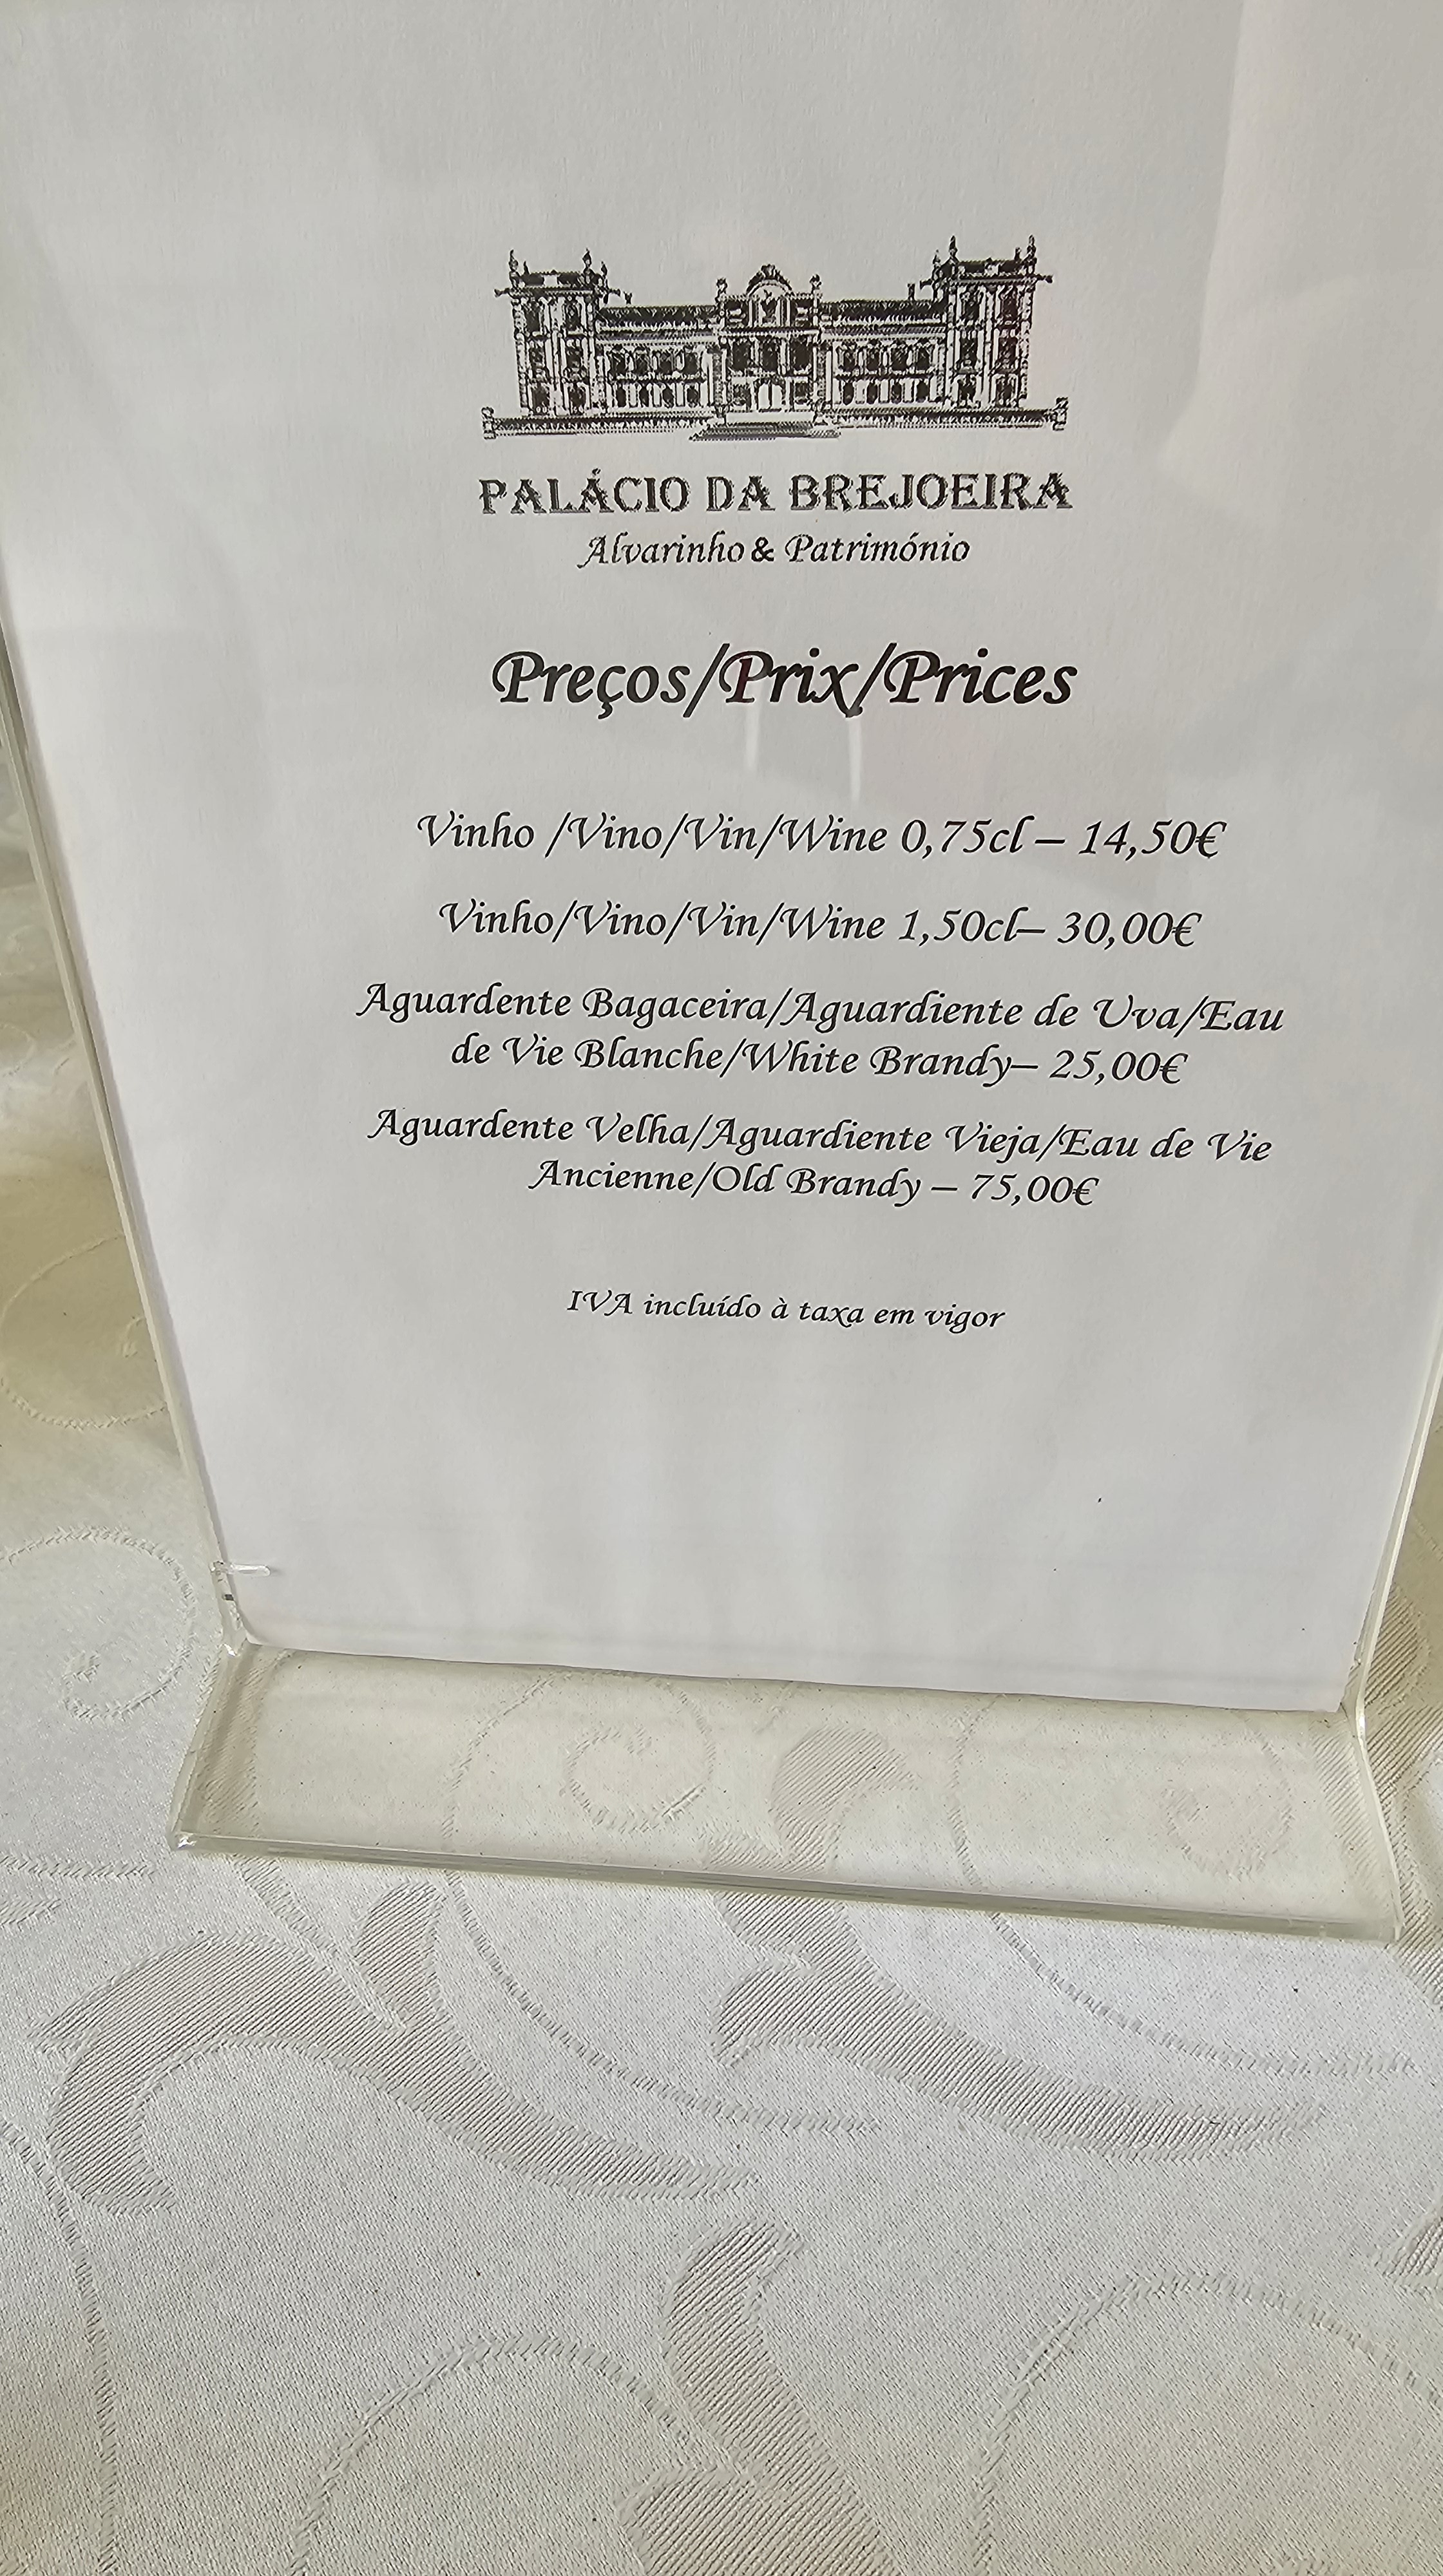 PALÁCIO DA BREJOEIRA
Alvarinho & Património
Preços/Prix/Prices
Vinho /Vino/Vin/Wine 0,75cl – 14,50€
Vinho/Vino/Vin/Wine 1,50cl– 30,00€
Aguardente Bagaceira/Aguardiente de Uva/Eau
de Vie Blanche/White Brandy– 25,00€
Aguardente Velha/Aguardiente Vieja/Eau de Vie
Ancienne/Old Brandy – 75,00€
IVA incluído à taxa em vigor